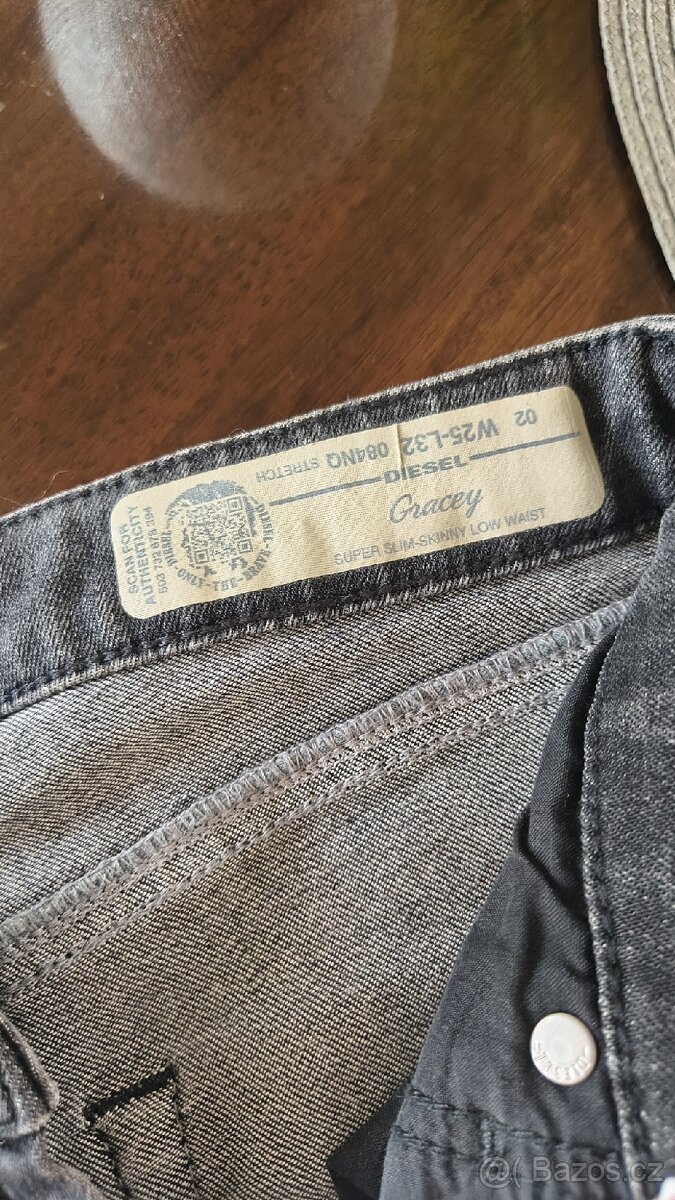 SCAN FOR
AUTHENTICITY
ONLY-THE-BRAVE
02 W25-L32 084NQ STRETCH
DIESEL
Gracey
SUPER SLIM-SKINNY LOW WAIST
Bazos.cz